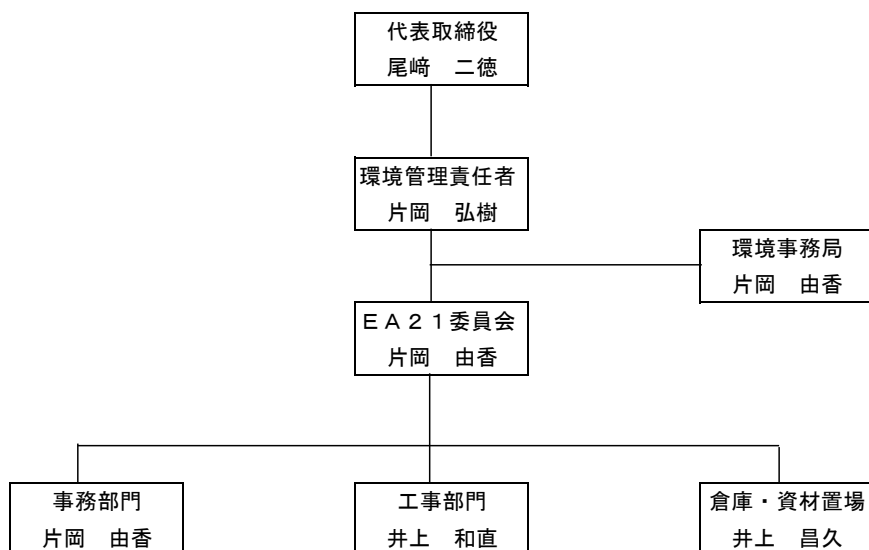 代表取締役
尾﨑　二徳
環境管理責任者
片岡　弘樹
環境事務局
片岡　由香
ＥＡ２１委員会
片岡　由香
事務部門
片岡　由香
工事部門
井上　和直
倉庫・資材置場
井上　昌久